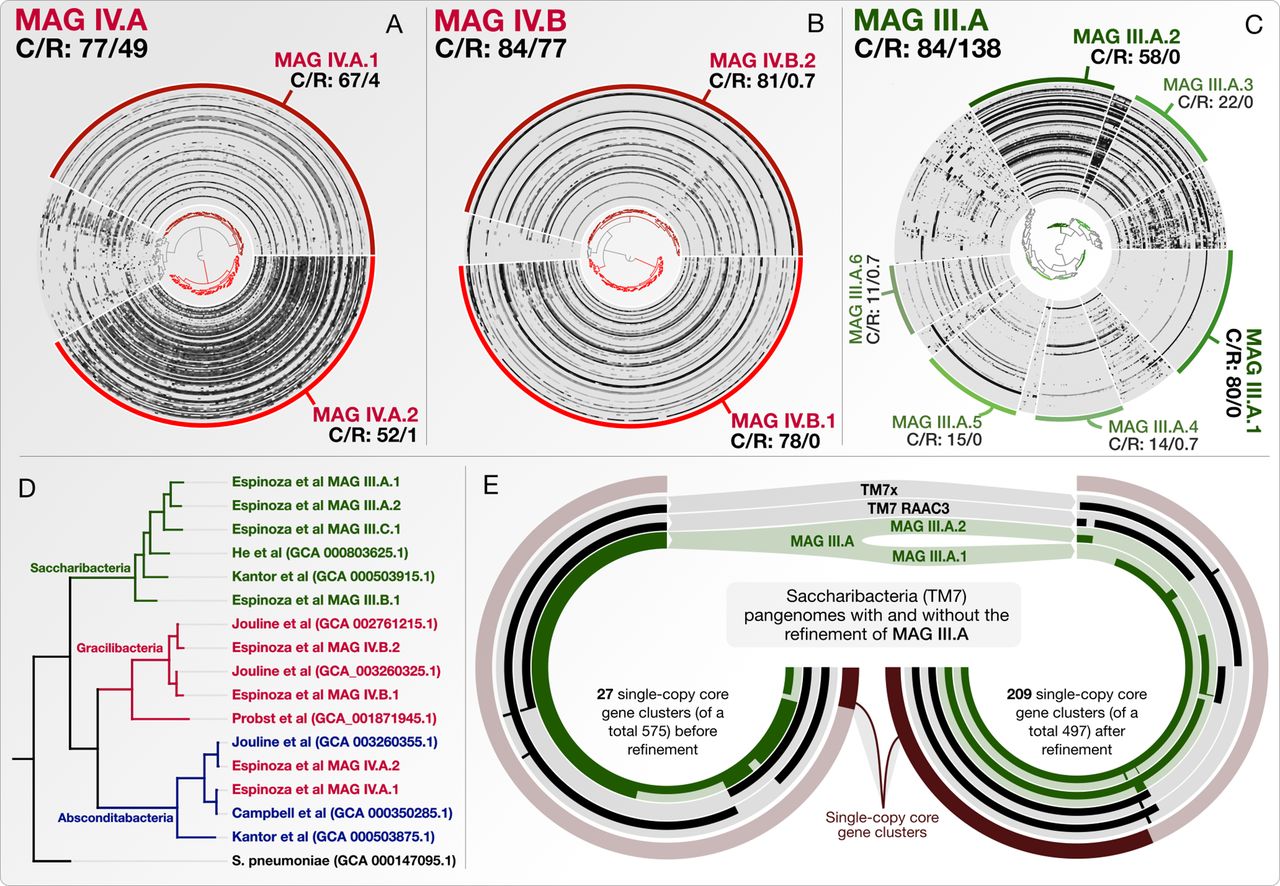 MAG IV.A
C/R: 77/49
A
MAG IV.A.1
C/R: 67/4
MAG IV.A.2
C/R: 52/1
MAG IV.B
C/R: 84/77
B
MAG IV.B.2
C/R: 81/0.7
MAG IV.B.1
C/R: 78/0
MAG III.A
C/R: 84/138
C
MAG III.A.2
C/R: 58/0
MAG III.A.3
C/R: 22/0
MAG III.A.6
C/R: 11/0.7
MAG III.A.1
C/R: 80/0
MAG III.A.5
C/R: 15/0
MAG III.A.4
C/R: 14/0.7
D
Espinoza et al MAG III.A.1
Espinoza et al MAG III.A.2
Espinoza et al MAG III.C.1
He et al (GCA 000803625.1)
Saccharibacteria
Kantor et al (GCA 000503915.1)
Espinoza et al MAG III.B.1
Jouline et al (GCA 002761215.1)
Gracilibacteria
Espinoza et al MAG IV.B.2
Jouline et al (GCA_003260325.1)
Espinoza et al MAG IV.B.1
Probst et al (GCA_001871945.1)
Jouline et al (GCA 003260355.1)
Espinoza et al MAG IV.A.2
Espinoza et al MAG IV.A.1
Absconditabacteria
Campbell et al (GCA 000350285.1)
Kantor et al (GCA 000503875.1)
S. pneumoniae (GCA 000147095.1)
E
TM7x
TM7 RAAC3
MAG III.A.2
MAG III.A
MAG III.A.1
Saccharibacteria (TM7)
pangenomes with and without the
refinement of MAG III.A
27 single-copy core
gene clusters (of a
total 575) before
refinement
209 single-copy core
gene clusters (of a
total 497) after
refinement
Single-copy core
gene clusters